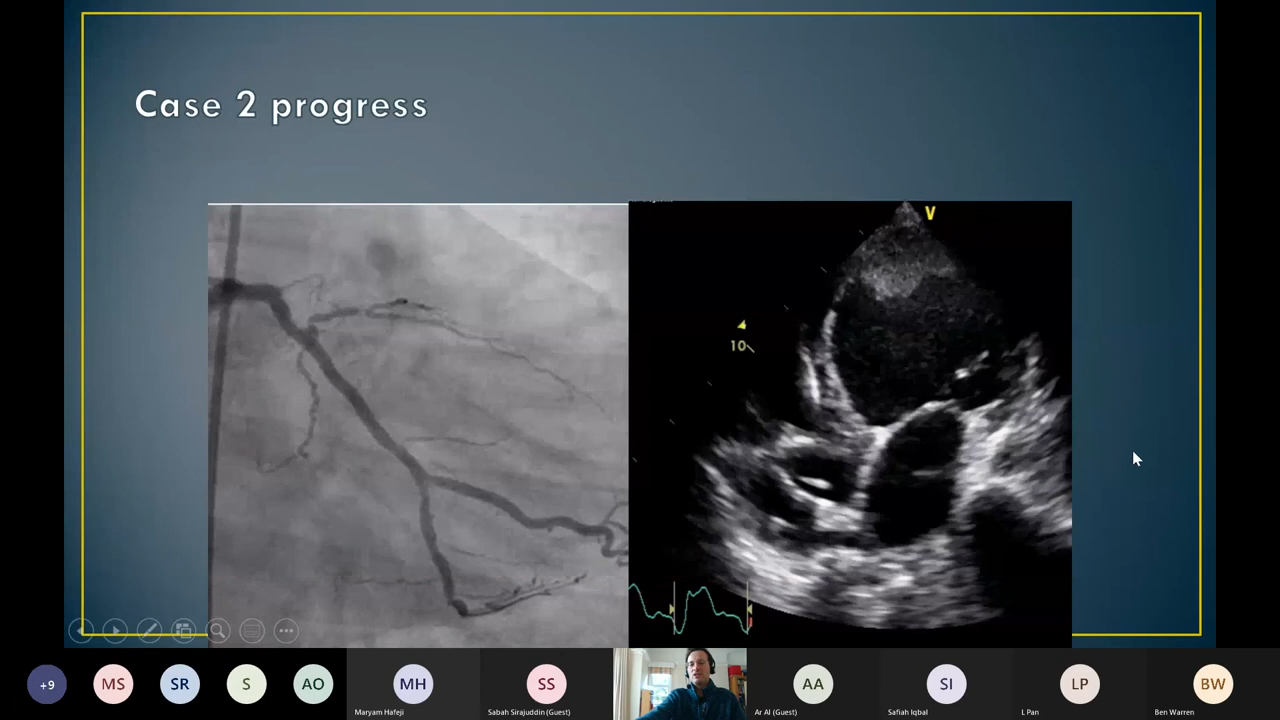 Case 2 progress
V
10
+9
MS
SR
S
AO
MH
Maryam Hafeji
SS
Sabah Sirajuddin (Guest)
AA
Ar Al (Guest)
SI
Safiah Iqbal
LP
L Pan
BW
Ben Warren